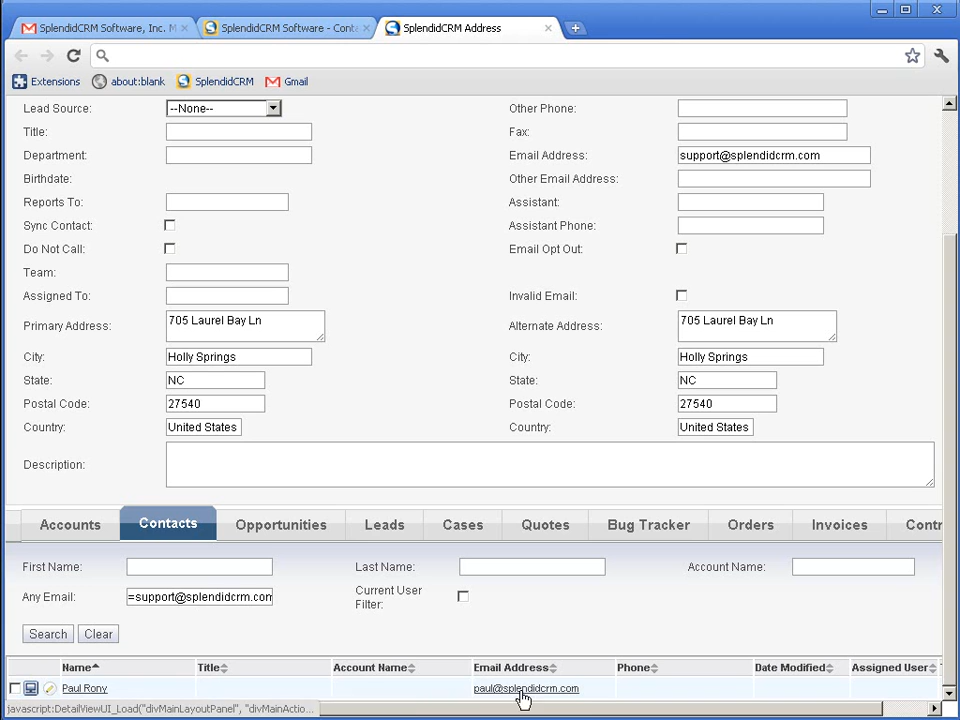 SplendidCRM Software, Inc. M
SplendidCRM Software - Conta
SplendidCRM Address
Extensions
about:blank
SplendidCRM
Gmail
Lead Source:
--None--
Other Phone:
Title:
Fax:
Department:
Email Address:
support@splendidcrm.com
Birthdate:
Other Email Address:
Reports To:
Assistant:
Sync Contact:
Assistant Phone:
Do Not Call:
Email Opt Out:
Team:
Assigned To:
Invalid Email:
Primary Address:
705 Laurel Bay Ln
Alternate Address:
705 Laurel Bay Ln
City:
Holly Springs
City:
Holly Springs
State:
NC
State:
NC
Postal Code:
27540
Postal Code:
27540
Country:
United States
Country:
United States
Description:
Accounts
Contacts
Opportunities
Leads
Cases
Quotes
Bug Tracker
Orders
Invoices
Contr
First Name:
Last Name:
Account Name:
Any Email:
=support@splendidcrm.com
Current User
Filter:
Search
Clear
Name
Title
Account Name
Email Address
Phone
Date Modified
Assigned User
Paul Rony
paul@splendidcrm.com
javascript:DetailViewUI_Load("divMainLayoutPanel", "divMainActio...